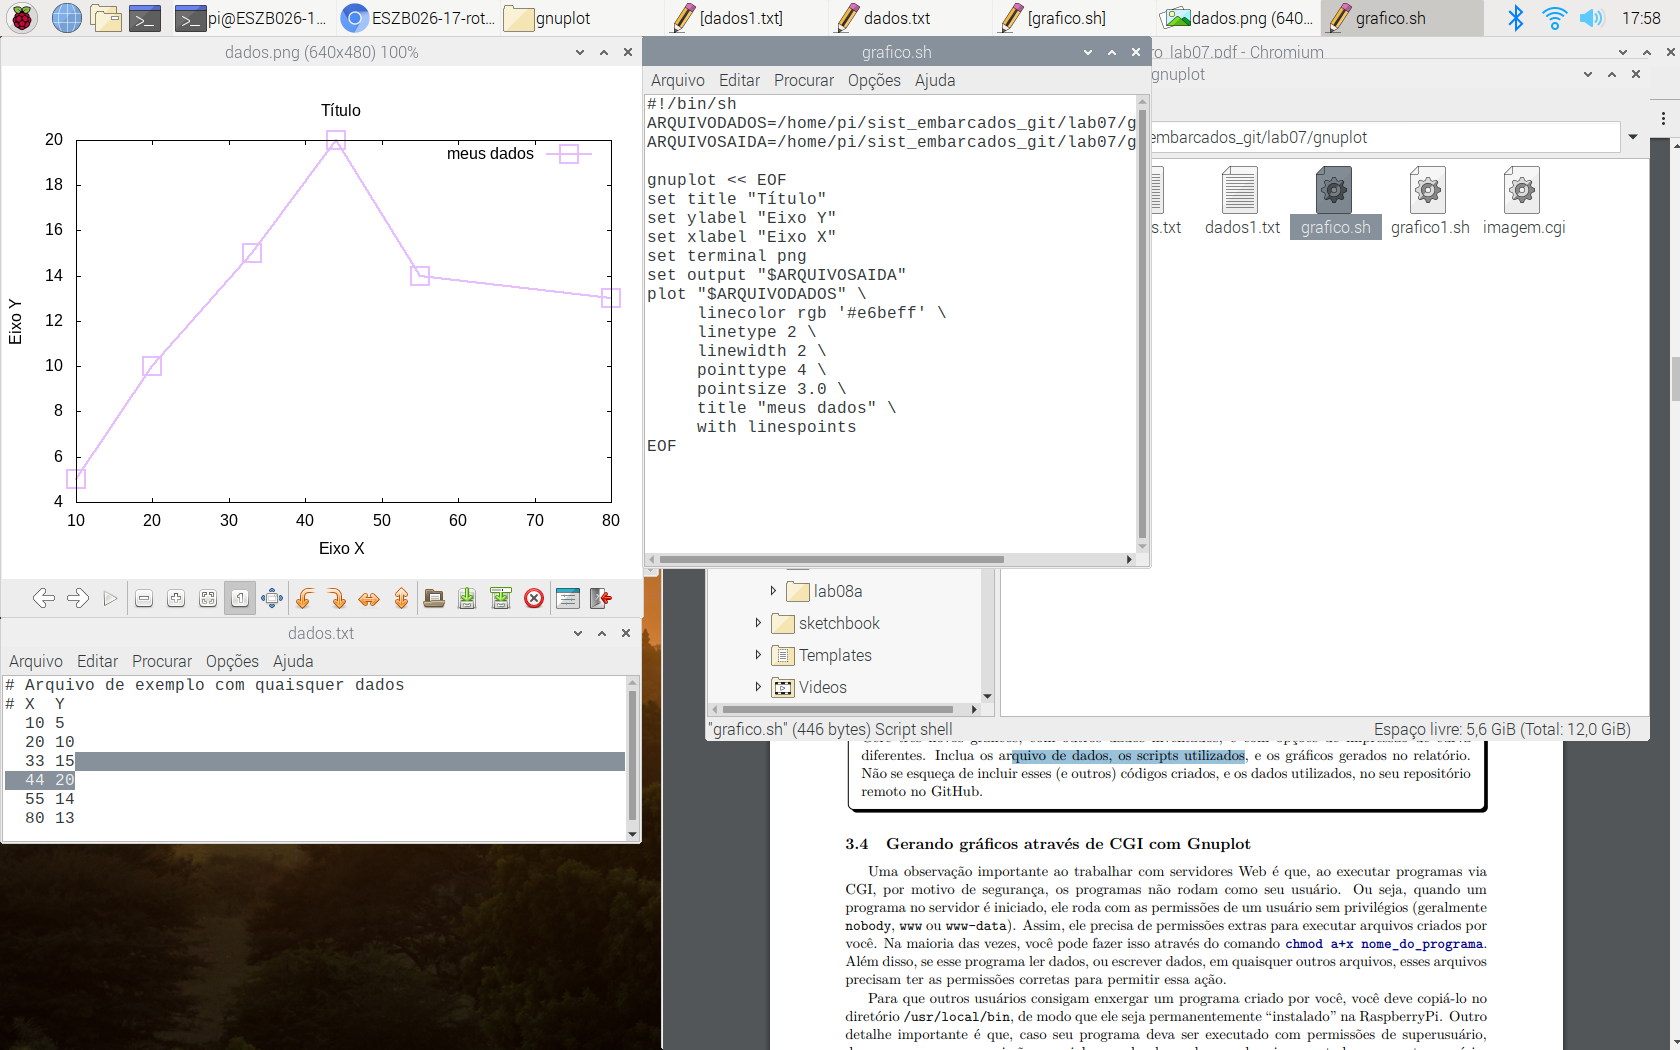 pi@ESZB026-1...
ESZB026-17-rot...
gnuplot
[dados1.txt]
dados.txt
[grafico.sh]
dados.png (640...
grafico.sh
17:58
dados.png (640x480) 100%
Título
meus dados
20
18
16
14
12
10
8
6
4
Eixo Y
10 20 30 40 50 60 70 80
Eixo X
grafico.sh
Arquivo Editar Procurar Opções Ajuda
#!/bin/sh
ARQUIVODADOS=/home/pi/sist_embarcados_git/lab07/g
ARQUIVOSAIDA=/home/pi/sist_embarcados_git/lab07/g
gnuplot << EOF
set title "Título"
set ylabel "Eixo Y"
set xlabel "Eixo X"
set terminal png
set output "$ARQUIVOSAIDA"
plot "$ARQUIVODADOS" \
linecolor rgb '#e6beff' \
linetype 2 \
linewidth 2 \
pointtype 4 \
pointsize 3.0 \
title "meus dados" \
with linespoints
EOF
ro_lab07.pdf - Chromium
gnuplot
embarcados_git/lab07/gnuplot
s.txt
dados1.txt
grafico.sh
grafico1.sh
imagem.cgi
lab08a
sketchbook
Templates
Videos
"grafico.sh" (446 bytes) Script shell
Espaço livre: 5,6 GiB (Total: 12,0 GiB)
dados.txt
Arquivo Editar Procurar Opções Ajuda
# Arquivo de exemplo com quaisquer dados
# X Y
10 5
20 10
33 15
44 20
55 14
80 13
diferentes. Inclua os arquivo de dados, os scripts utilizados, e os gráficos gerados no relatório.
Não se esqueça de incluir esses (e outros) códigos criados, e os dados utilizados, no seu repositório
remoto no GitHub.
3.4 Gerando gráficos através de CGI com Gnuplot
Uma observação importante ao trabalhar com servidores Web é que, ao executar programas via
CGI, por motivo de segurança, os programas não rodam como seu usuário. Ou seja, quando um
programa no servidor é iniciado, ele roda com as permissões de um usuário sem privilégios (geralmente
nobody, www ou www-data). Assim, ele precisa de permissões extras para executar arquivos criados por
você. Na maioria das vezes, você pode fazer isso através do comando chmod a+x nome_do_programa.
Além disso, se esse programa ler dados, ou escrever dados, em quaisquer outros arquivos, esses arquivos
precisam ter as permissões corretas para permitir essa ação.
Para que outros usuários consigam enxergar um programa criado por você, você deve copiá-lo no
diretório /usr/local/bin, de modo que ele seja permanentemente “instalado” na RaspberryPi. Outro
detalhe importante é que, caso seu programa deva ser executado com permissões de superusuário,